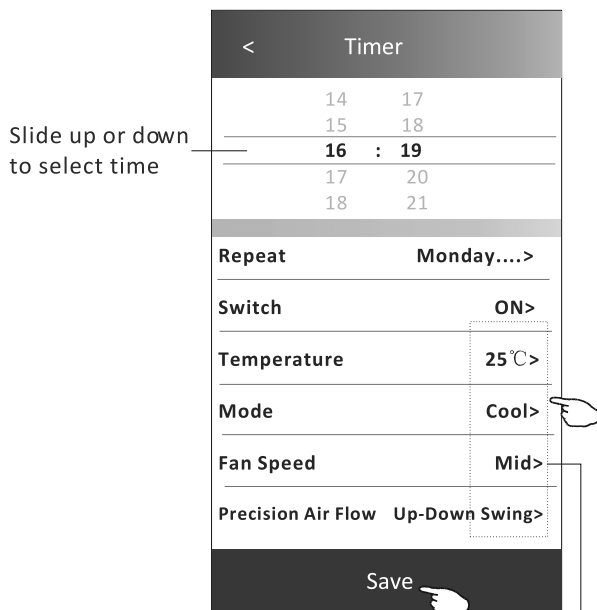 < Timer
14 17
15 18
Slide up or down
to select time
16 : 19
17 20
18 21
Repeat Monday....>
Switch ON>
Temperature 25℃>
Mode Cool>
Fan Speed Mid>
Precision Air Flow Up-Down Swing>
Save